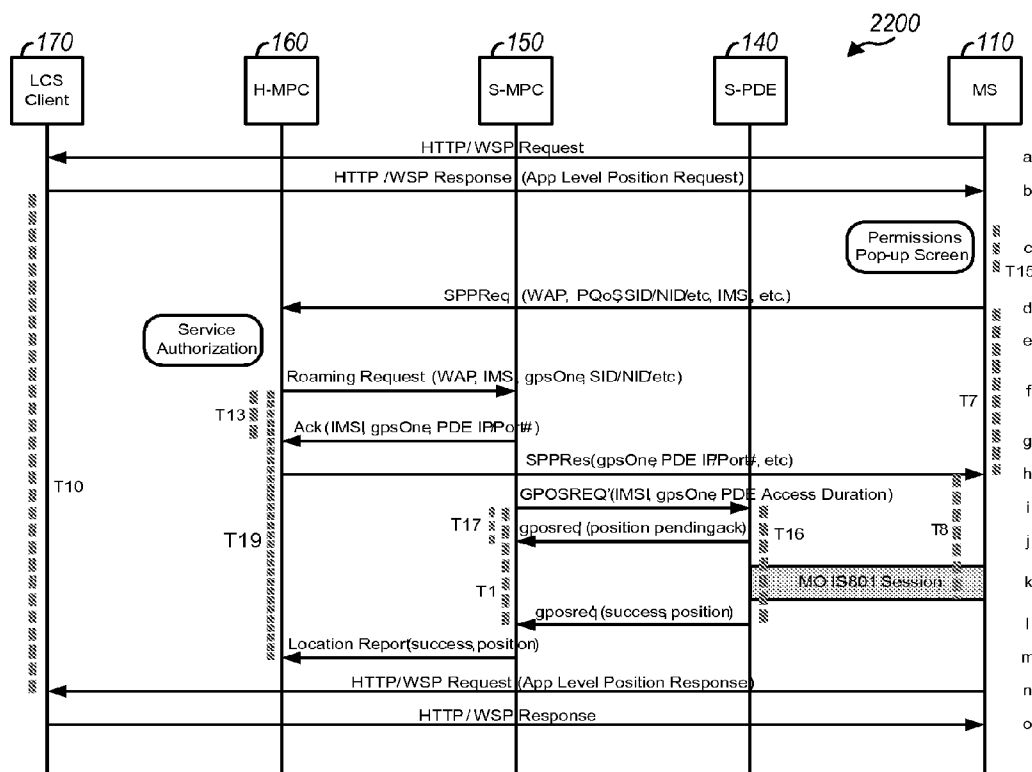 170
160
150
140
2200
110
LCS
Client
H-MPC
S-MPC
S-PDE
MS
HTTP/WSP Request
a
HTTP/WSP Response (App Level Position Request)
b
Permissions
Pop-up Screen
c
T15
SPPReq (WAP, PQoSSID/NID/etc, IMS, etc.)
d
Service
Authorization
e
Roaming Request (WAP, IMSI, gpsOne, SID/NID/etc)
f
T13
T7
Ack (IMSI, gpsOne, PDE IP/Port#)
g
SPPRes(gpsOne, PDE IP/Port#, etc)
h
T10
GPOSREQ'(IMSI, gpsOne, PDE Access Duration)
i
T17
gposreq' (position pendingack)
T16
T8
j
T19
MO IS801 Session
k
T1
gposreq' (success, position)
l
Location Report(success, position)
m
HTTP/WSP Request (App Level Position Response)
n
HTTP/WSP Response
o